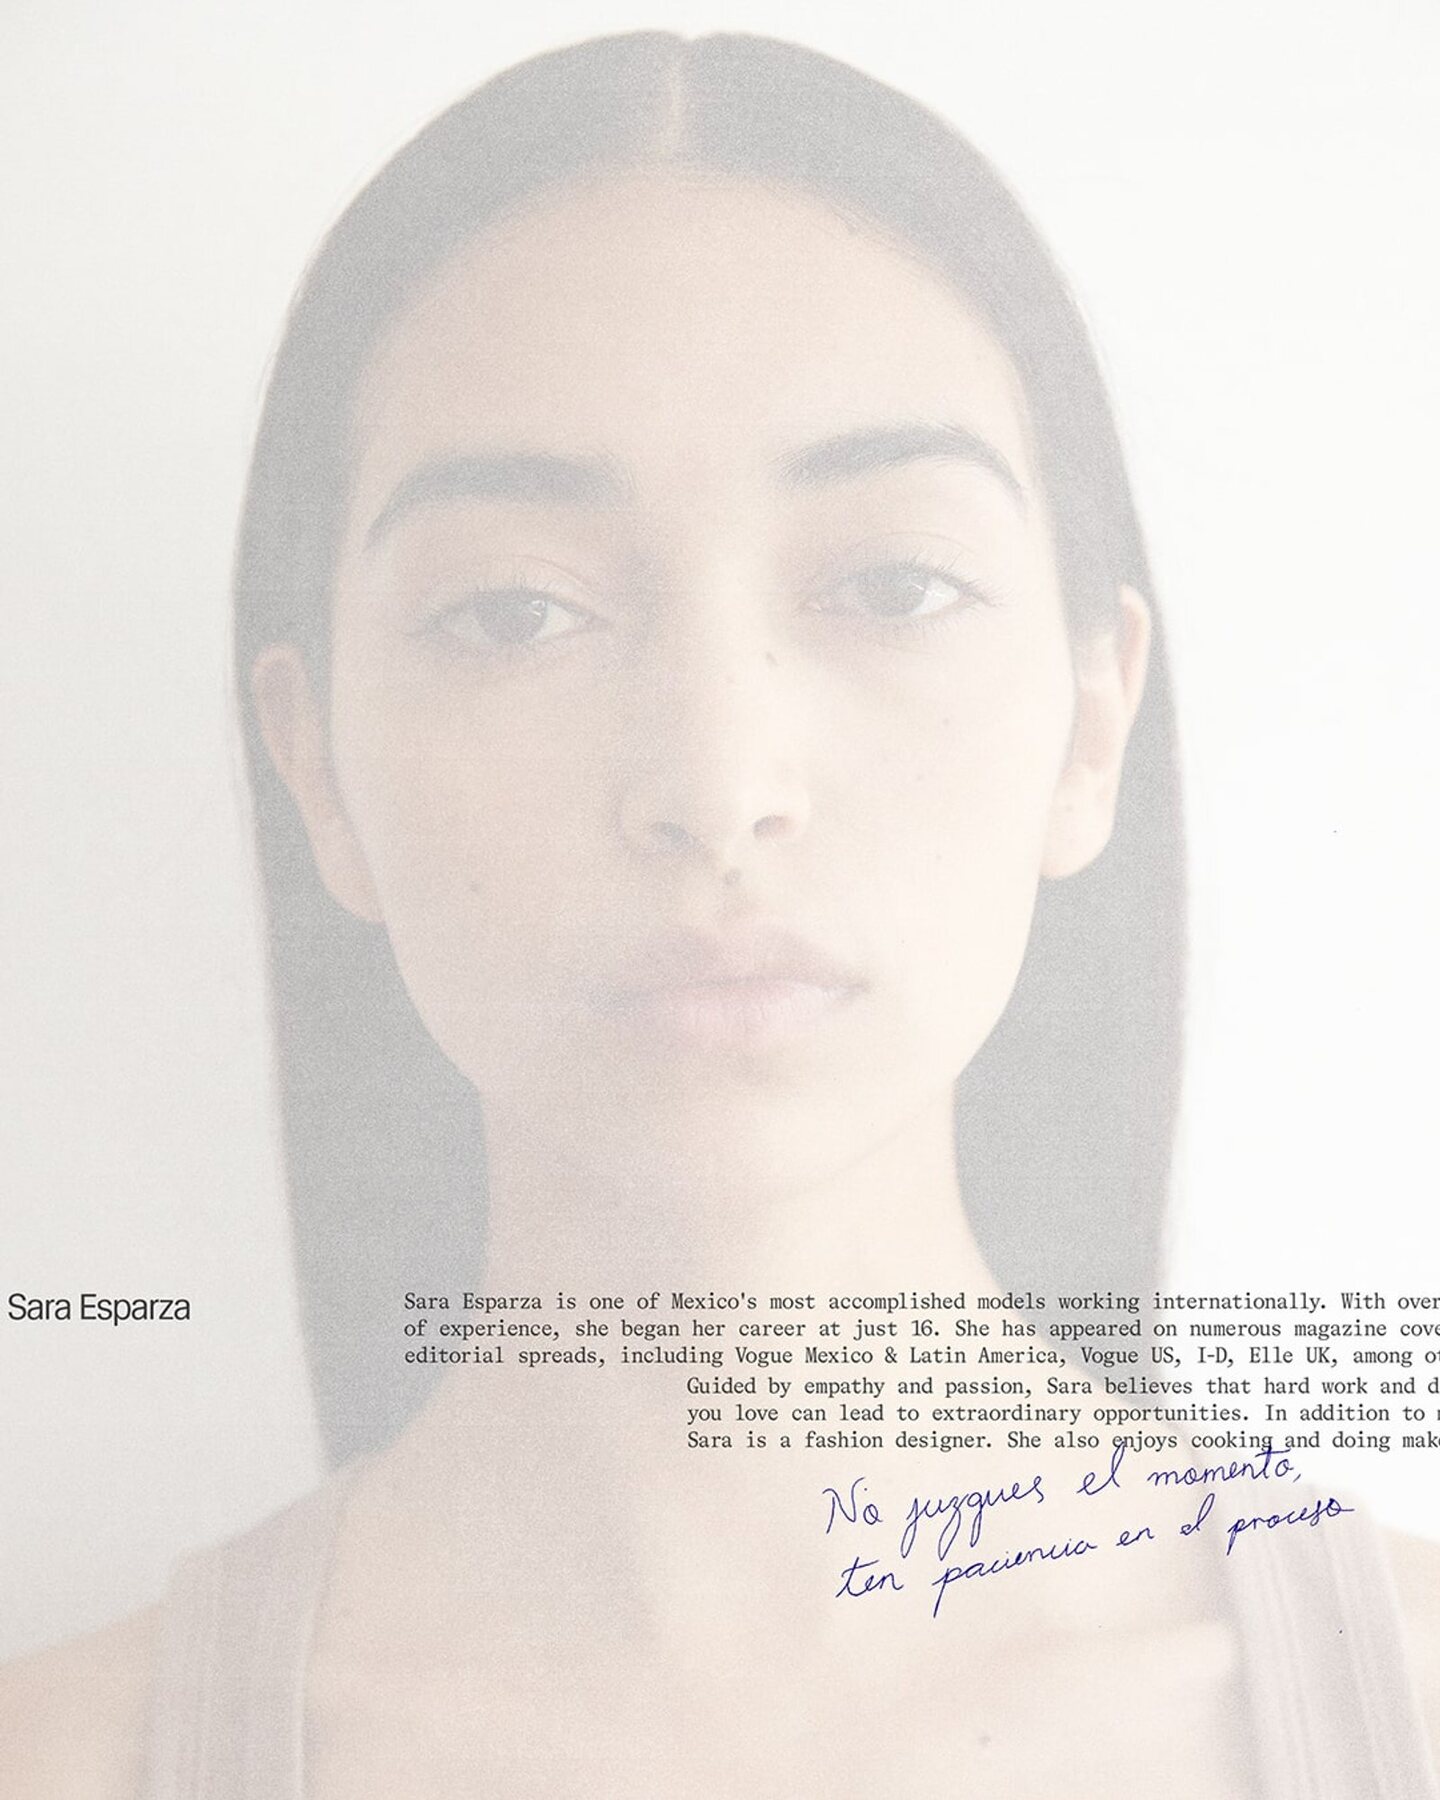 Sara Esparza
Sara Esparza is one of Mexico's most accomplished models working internationally. With over
of experience, she began her career at just 16. She has appeared on numerous magazine cove
editorial spreads, including Vogue Mexico & Latin America, Vogue US, I-D, Elle UK, among ot
Guided by empathy and passion, Sara believes that hard work and d
you love can lead to extraordinary opportunities. In addition to
Sara is a fashion designer. She also enjoys cooking and doing make
No juzgues el momento,
ten paciencia en el proceso